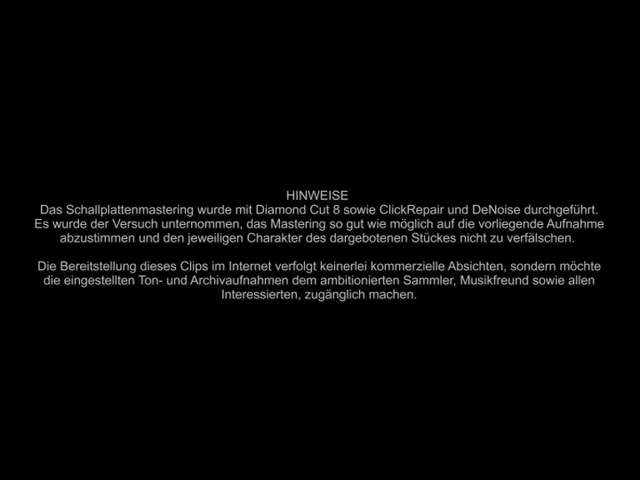 HINWEISE
Das Schallplattenmastering wurde mit Diamond Cut 8 sowie ClickRepair und DeNoise durchgeführt.
Es wurde der Versuch unternommen, das Mastering so gut wie möglich auf die vorliegende Aufnahme
abzustimmen und den jeweiligen Charakter des dargebotenen Stückes nicht zu verfälschen.
Die Bereitstellung dieses Clips im Internet verfolgt keinerlei kommerzielle Absichten, sondern möchte
die eingestellten Ton- und Archivaufnahmen dem ambitionierten Sammler, Musikfreund sowie allen
Interessierten, zugänglich machen.